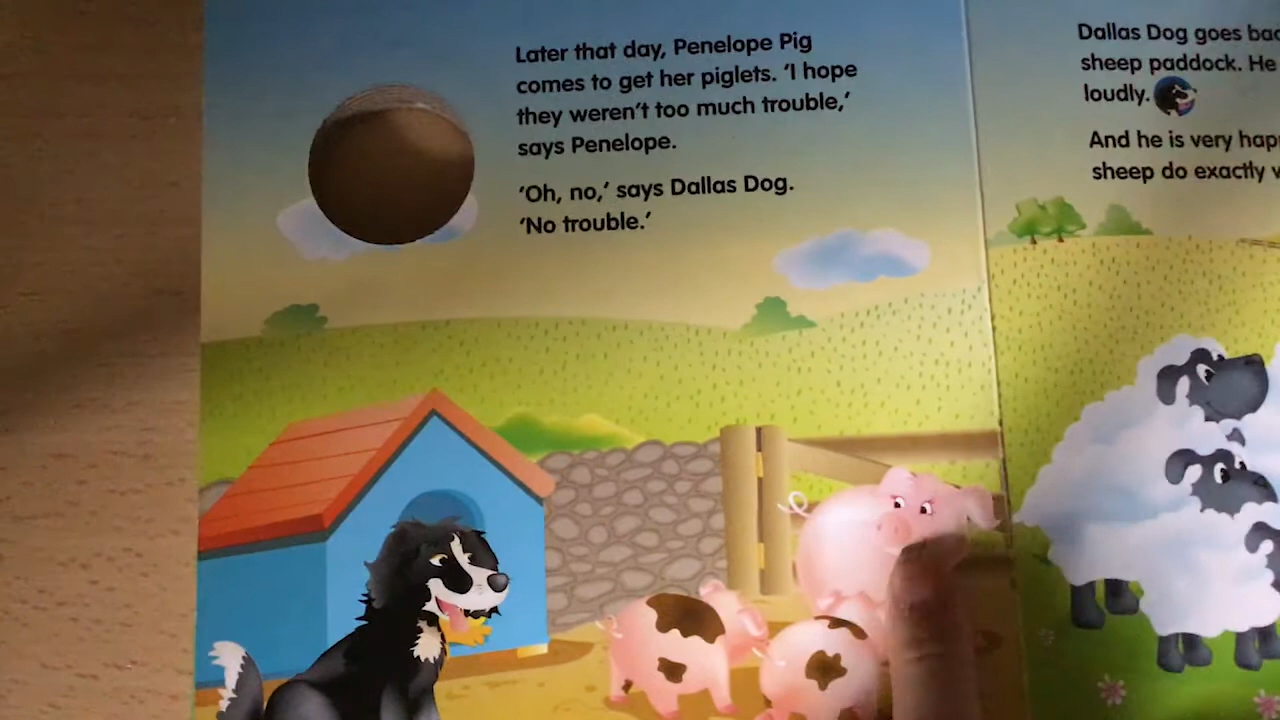 Later that day, Penelope Pig
comes to get her piglets. ‘I hope
they weren’t too much trouble,’
says Penelope.
‘Oh, no,’ says Dallas Dog.
‘No trouble.’
Dallas Dog goes
sheep paddock. He
loudly.
And he is very
sheep do exactly